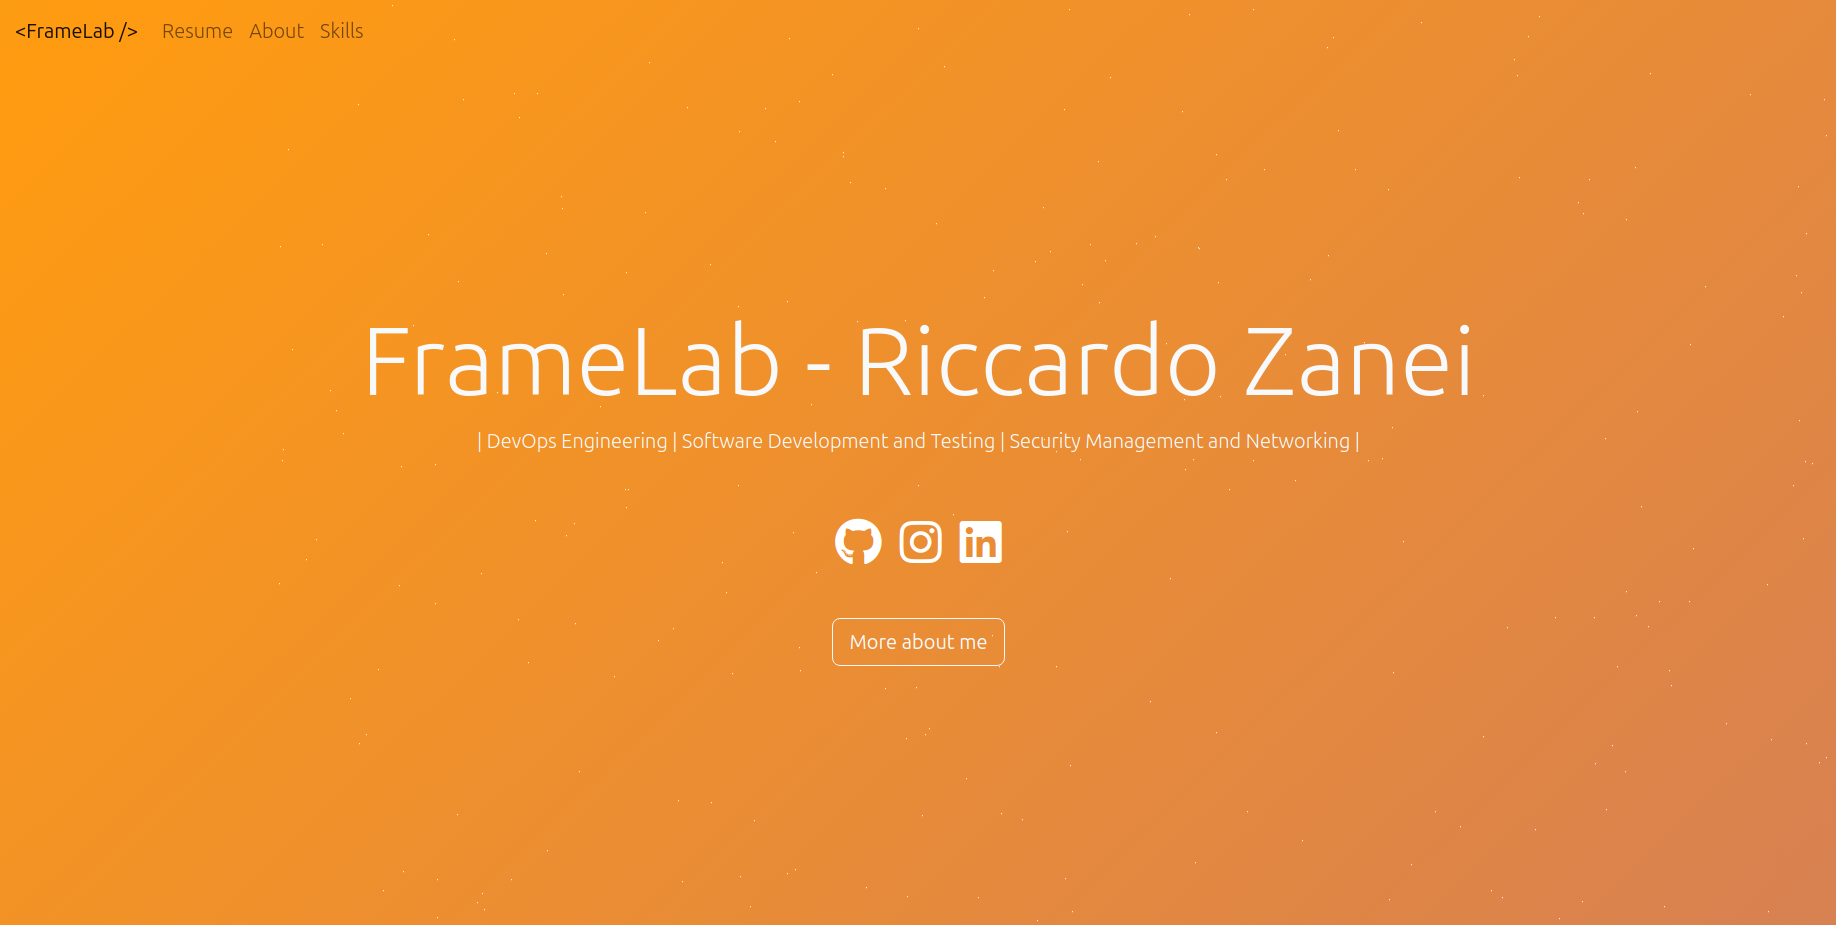 <FrameLab /> Resume About Skills
FrameLab - Riccardo Zanei
| DevOps Engineering | Software Development and Testing | Security Management and Networking |
in
More about me